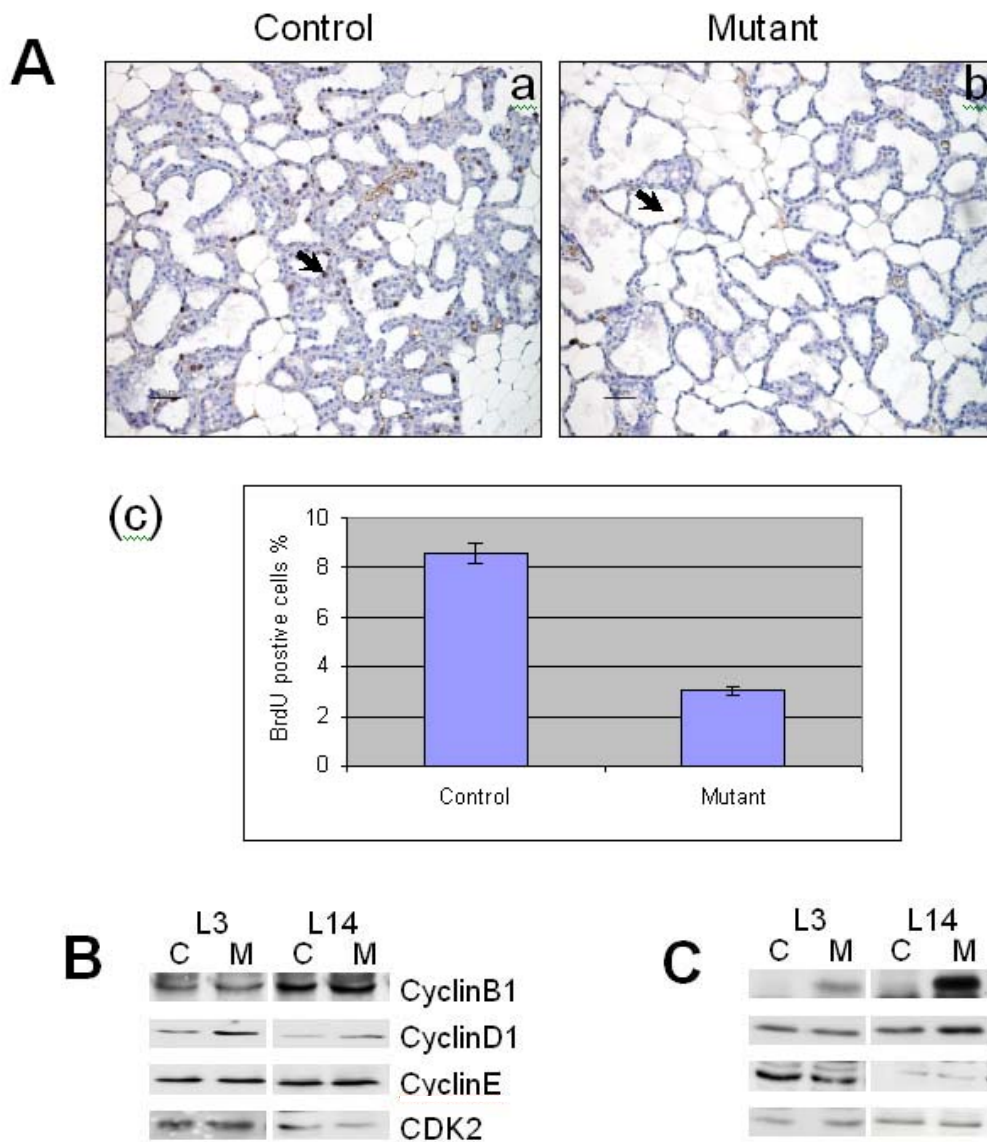 Control Mutant
A
a
b
(c)
BrdU postive cells %
10
8
6
4
2
0
Control Mutant
B
L3 L14
C M C M
CyclinB1
CyclinD1
CyclinE
CDK2
C
L3 L14
C M C M